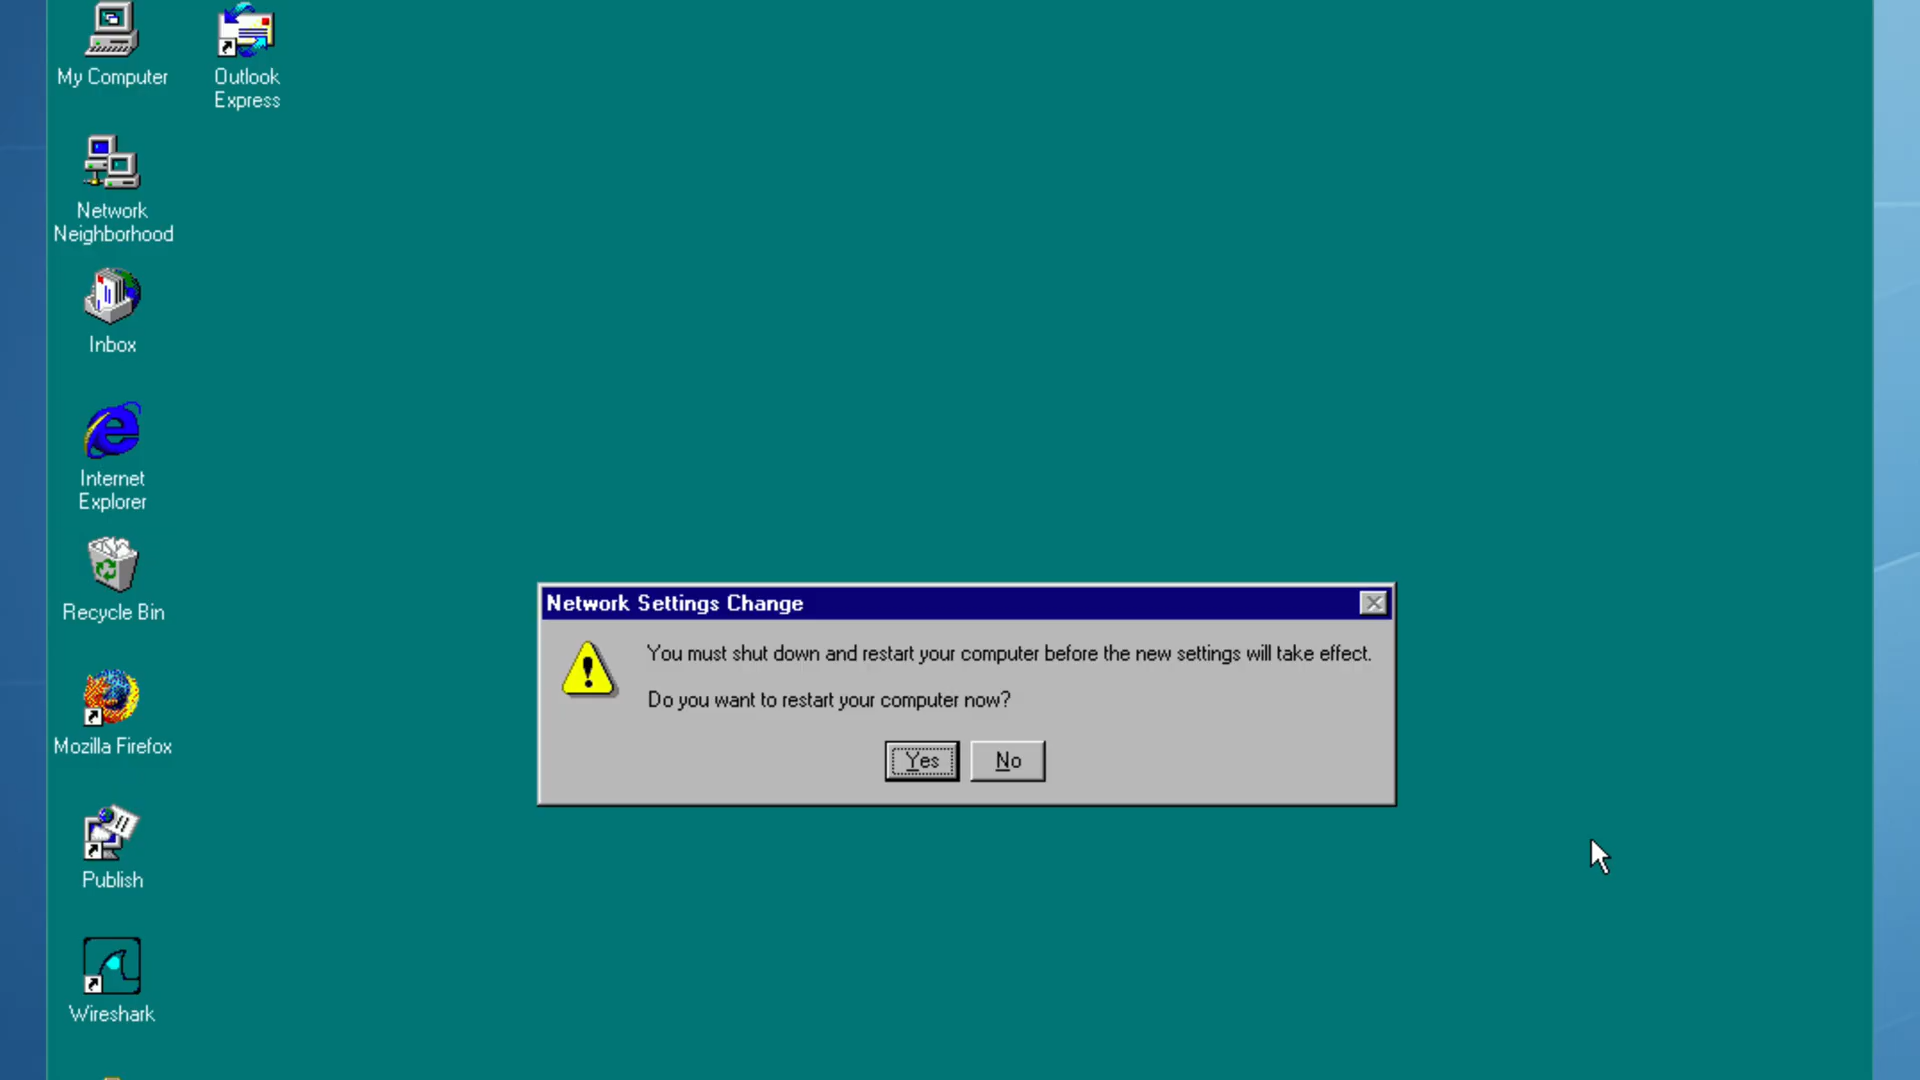 My Computer
Outlook
Express
Network
Neighborhood
Inbox
Internet
Explorer
Recycle Bin
Mozilla Firefox
Publish
Wireshark
Network Settings Change
You must shut down and restart your computer before the new settings will take effect.
Do you want to restart your computer now?
Yes
No